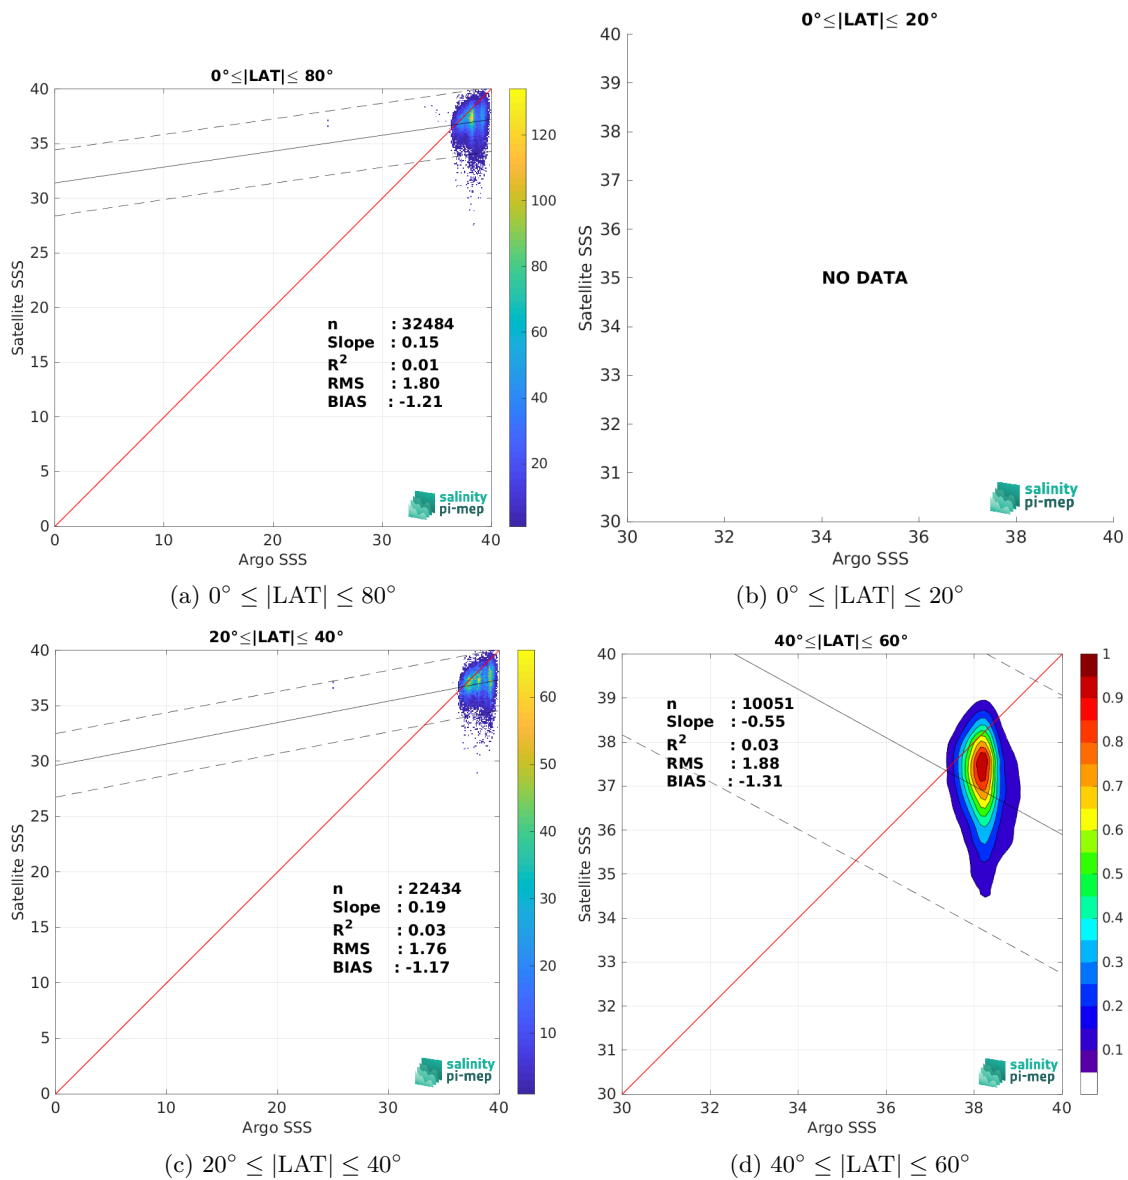 0°≤|LAT|≤ 80°
40
35
30
25
20
15
10
5
0
0
10
20
30
40
Satellite SSS
Argo SSS
n : 32484
Slope : 0.15
R² : 0.01
RMS : 1.80
BIAS : -1.21
salinity
pi-mep
120
100
80
60
40
20
(a) 0° ≤ |LAT| ≤ 80°
0°≤|LAT|≤ 20°
40
39
38
37
36
35
34
33
32
31
30
30
32
34
36
38
40
Satellite SSS
Argo SSS
NO DATA
salinity
pi-mep
(b) 0° ≤ |LAT| ≤ 20°
20°≤|LAT|≤ 40°
40
35
30
25
20
15
10
5
0
0
10
20
30
40
Satellite SSS
Argo SSS
n : 22434
Slope : 0.19
R² : 0.03
RMS : 1.76
BIAS : -1.17
salinity
pi-mep
60
50
40
30
20
10
(c) 20° ≤ |LAT| ≤ 40°
40°≤|LAT|≤ 60°
40
39
38
37
36
35
34
33
32
31
30
30
32
34
36
38
40
Satellite SSS
Argo SSS
n : 10051
Slope : -0.55
R² : 0.03
RMS : 1.88
BIAS : -1.31
salinity
pi-mep
1
0.9
0.8
0.7
0.6
0.5
0.4
0.3
0.2
0.1
(d) 40° ≤ |LAT| ≤ 60°